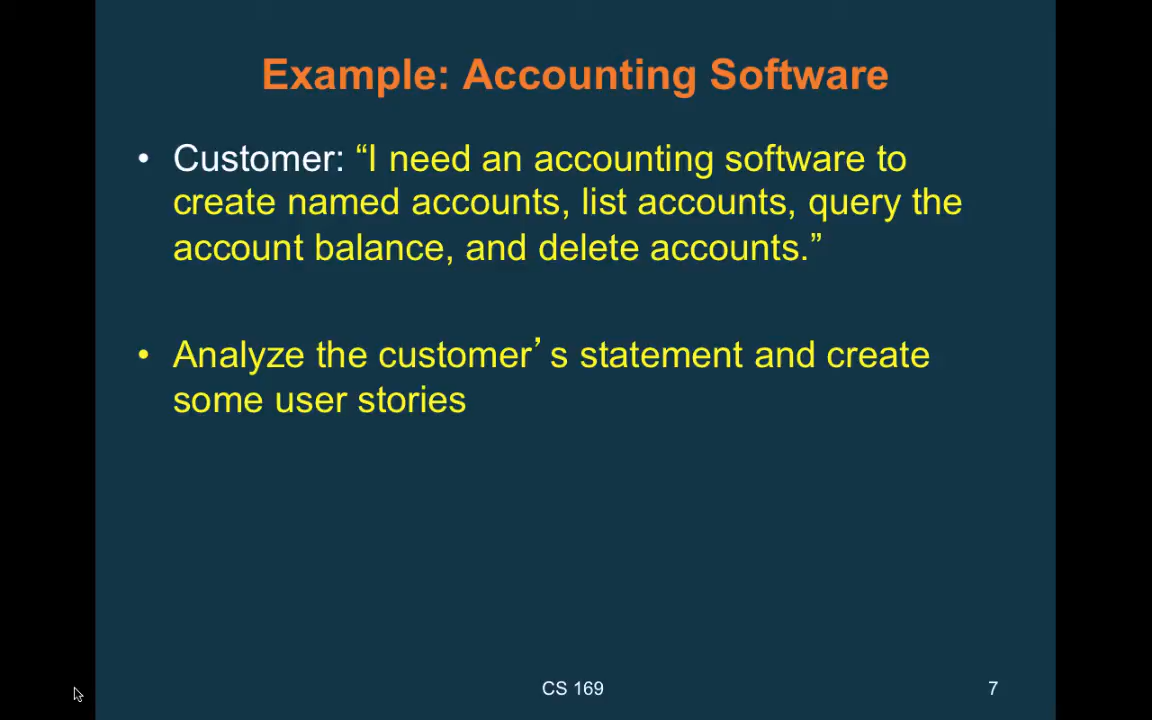 Example: Accounting Software
• Customer: “I need an accounting software to
create named accounts, list accounts, query the
account balance, and delete accounts.”
• Analyze the customer’s statement and create
some user stories
CS 169
7